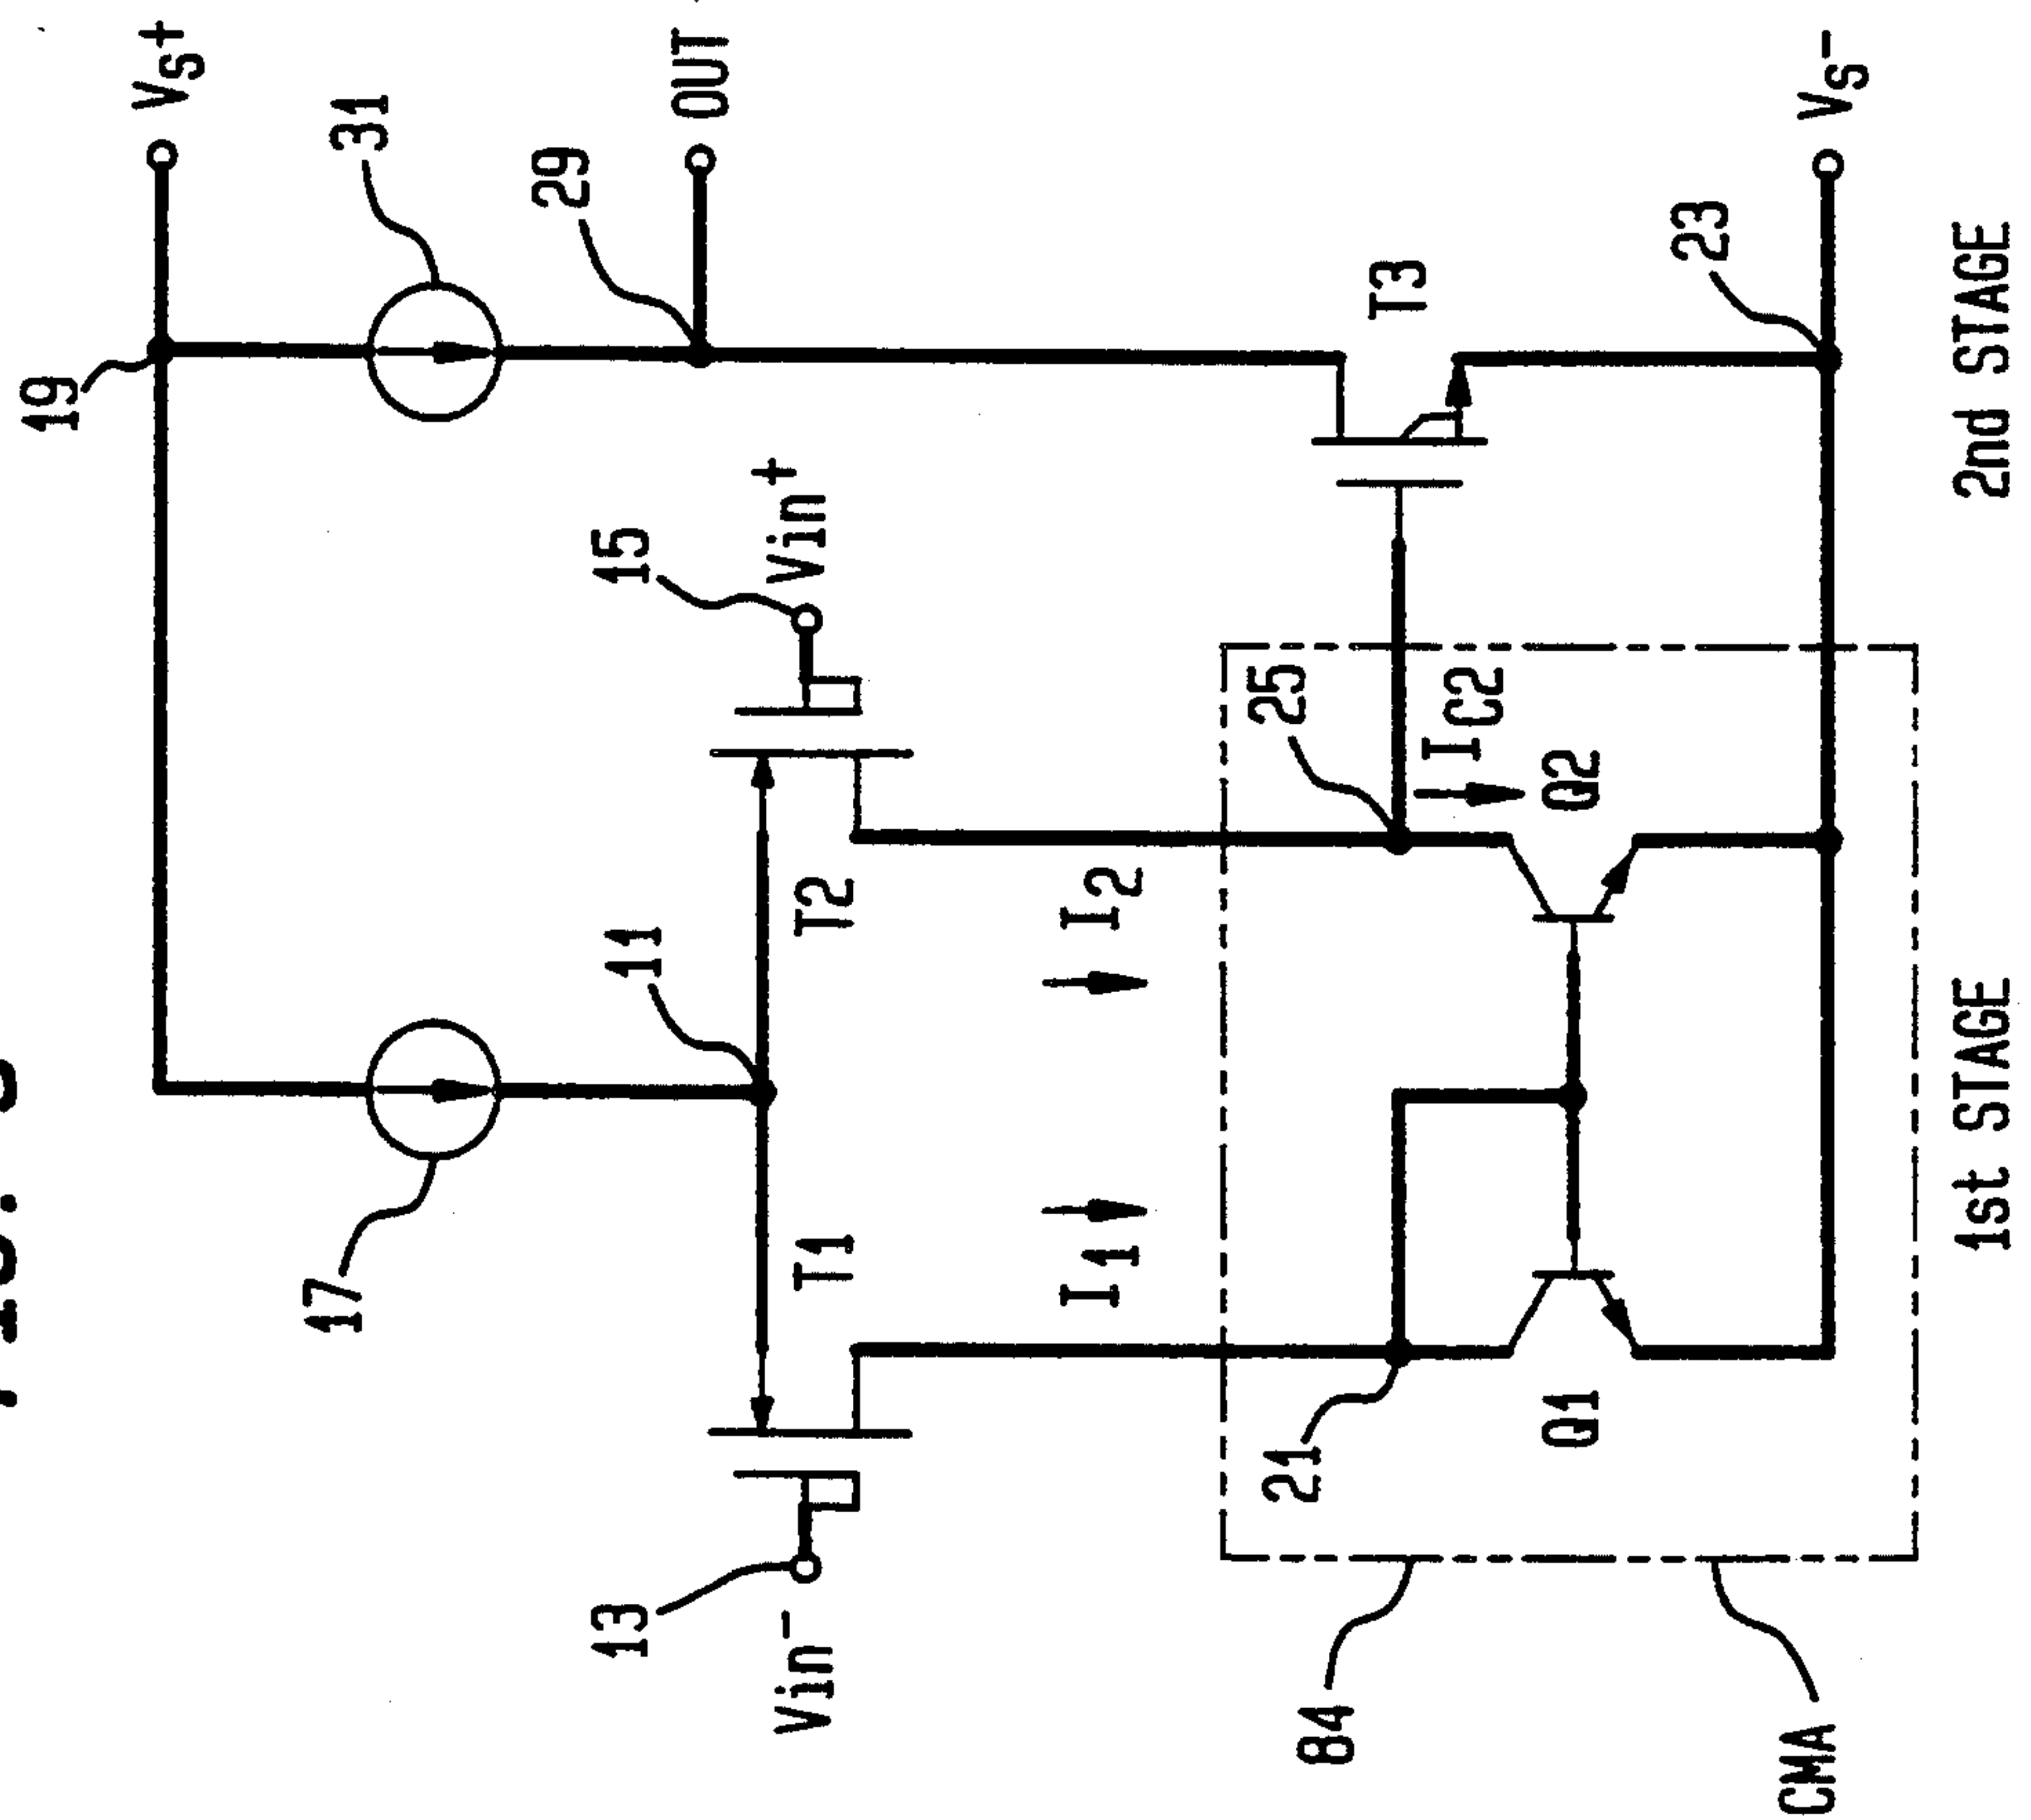 19
Vs+
31
OUT
29
17
11
15
Vin+
13
Vin-
T1
T2
I1
I2
T3
25
IC2
21
Q1
Q2
23
Vs-
84
CMA
1st STAGE
2nd STAGE